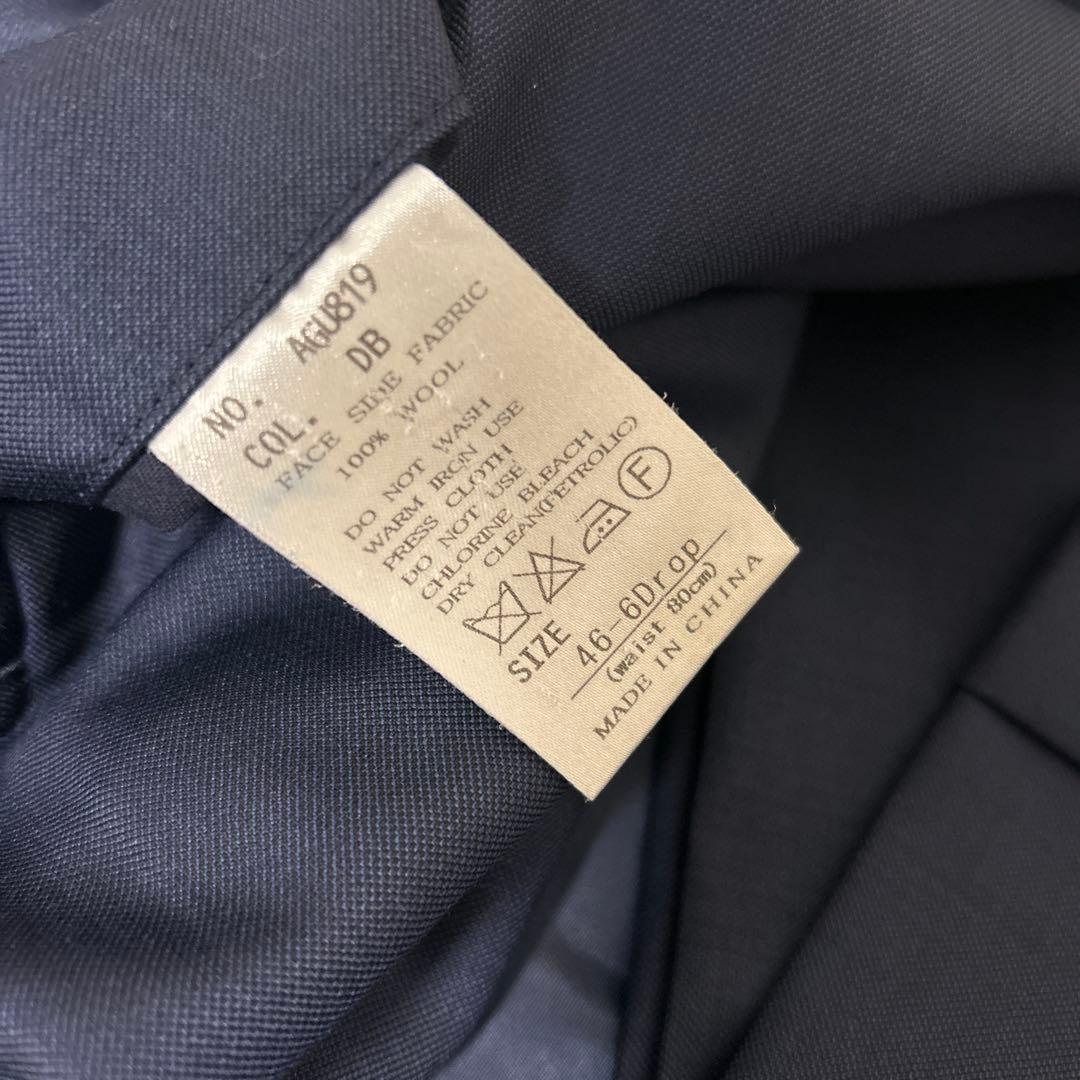 NO. AGU819
COL. DB
FACE SIDE FABRIC
100% WOOL
DO NOT WASH
WARM IRON USE
PRESS CLOTH
DO NOT USE
CHLORINE BLEACH
DRY CLEAN(FETROLIC)
F
SIZE 46-6Drop
(waist 80cm)
MADE IN CHINA